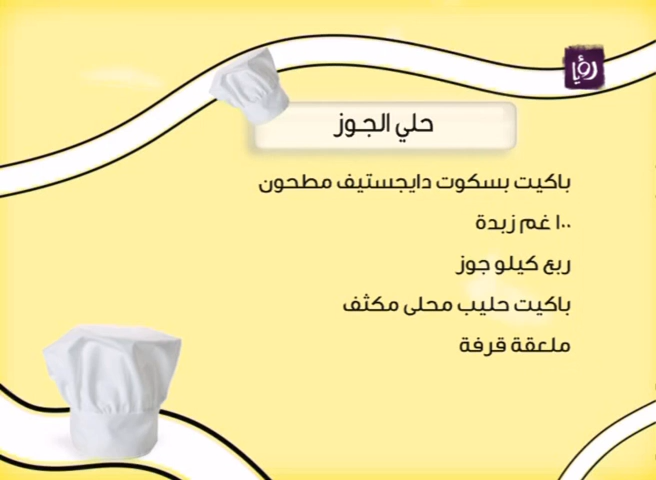 رؤيا
حلي الجوز
باكيت بسكوت دايجستيف مطحون
١٠٠ غم زبدة
ربع كيلو جوز
باكيت حليب محلى مكثف
ملعقة قرفة